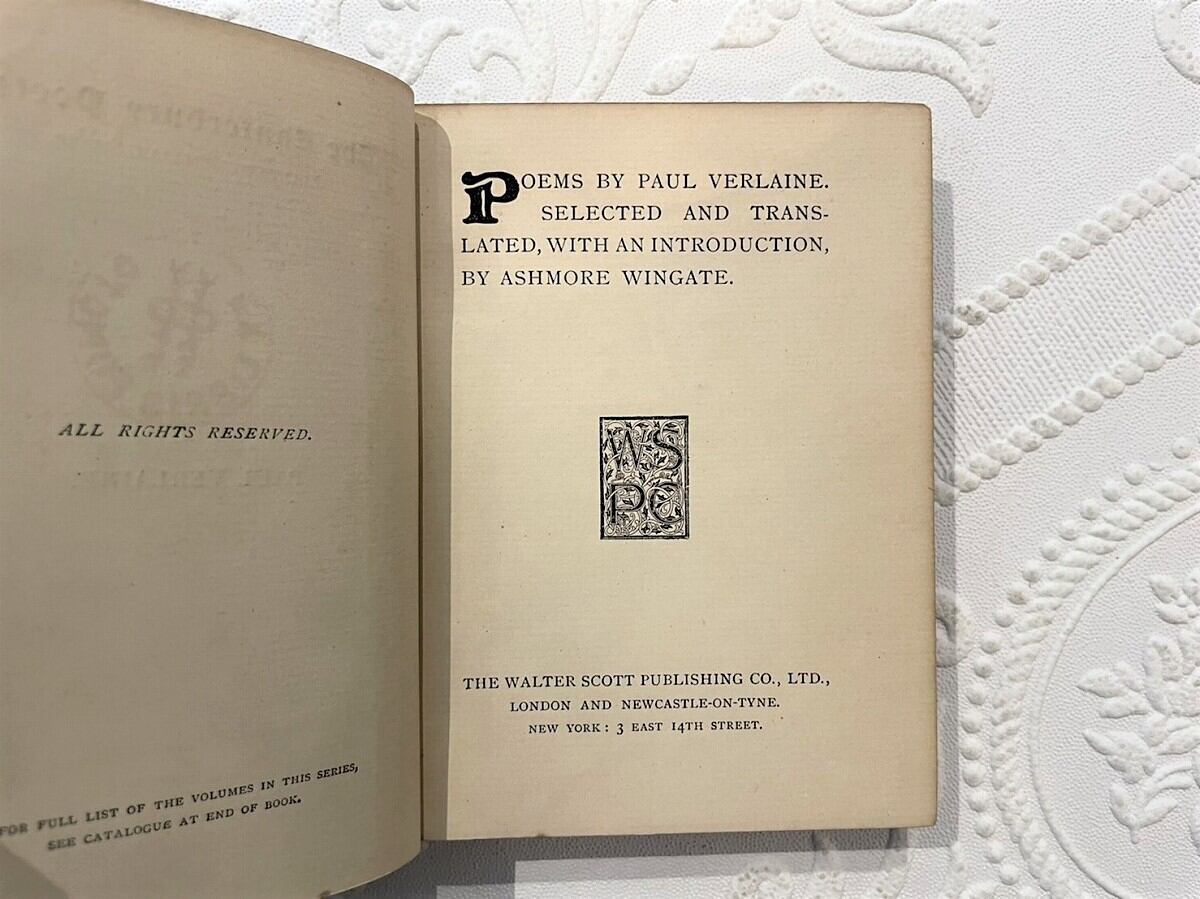 ALL RIGHTS RESERVED.
FOR FULL LIST OF THE VOLUMES IN THIS SERIES,
SEE CATALOGUE AT END OF BOOK.
POEMS BY PAUL VERLAINE.
SELECTED AND TRANS-
LATED, WITH AN INTRODUCTION,
BY ASHMORE WINGATE.
WS
PC
THE WALTER SCOTT PUBLISHING CO., LTD.,
LONDON AND NEWCASTLE-ON-TYNE.
NEW YORK: 3 EAST 14TH STREET.